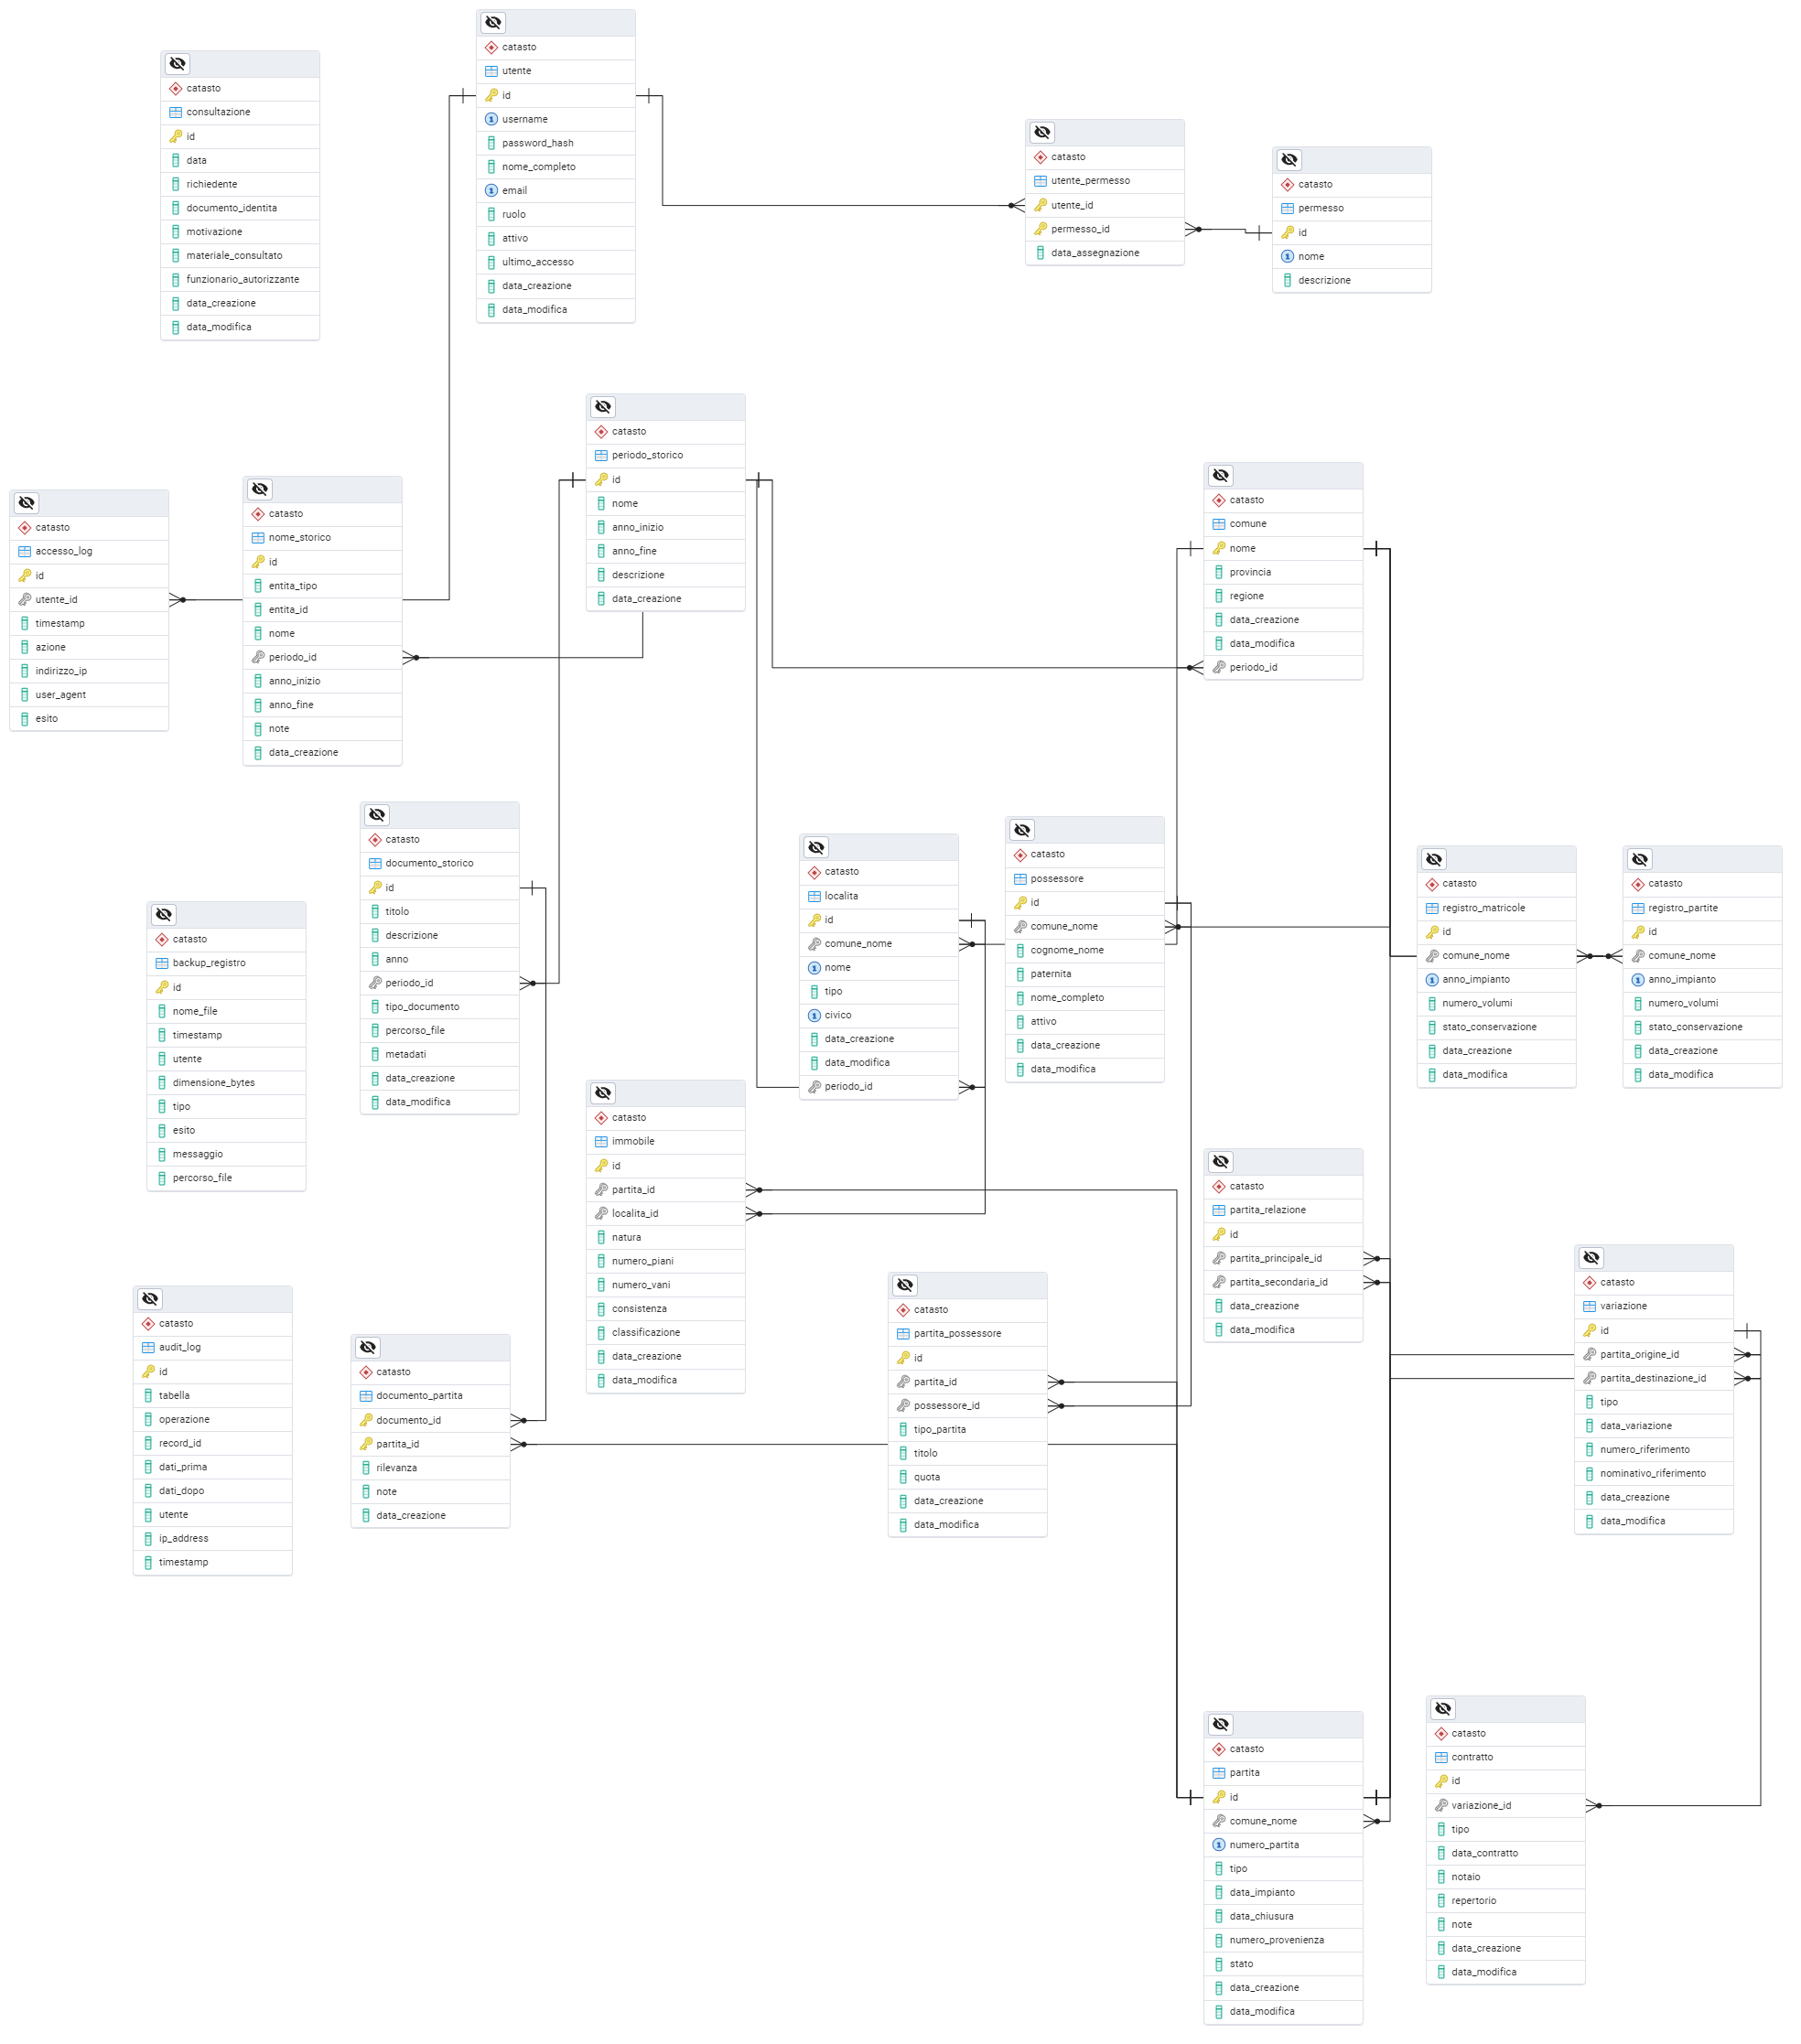 catasto
consultazione
id
data
richiedente
documento_identita
motivazione
materiale_consultato
funzionario_autorizzante
data_creazione
data_modifica
catasto
utente
id
username
password_hash
nome_completo
email
ruolo
attivo
ultimo_accesso
data_creazione
data_modifica
catasto
utente_permesso
utente_id
permesso_id
data_assegnazione
catasto
permesso
id
nome
descrizione
catasto
accesso_log
id
utente_id
timestamp
azione
indirizzo_ip
user_agent
esito
catasto
nome_storico
id
entita_tipo
entita_id
nome
periodo_id
anno_inizio
anno_fine
note
data_creazione
catasto
periodo_storico
id
nome
anno_inizio
anno_fine
descrizione
data_creazione
catasto
comune
nome
provincia
regione
data_creazione
data_modifica
periodo_id
catasto
backup_registro
id
nome_file
timestamp
utente
dimensione_bytes
tipo
esito
messaggio
percorso_file
catasto
documento_storico
id
titolo
descrizione
anno
periodo_id
tipo_documento
percorso_file
metadati
data_creazione
data_modifica
catasto
localita
id
comune_nome
nome
tipo
civico
data_creazione
data_modifica
periodo_id
catasto
possessore
id
comune_nome
cognome_nome
paternita
nome_completo
attivo
data_creazione
data_modifica
catasto
registro_matricole
id
comune_nome
anno_impianto
numero_volumi
stato_conservazione
data_creazione
data_modifica
catasto
registro_partite
id
comune_nome
anno_impianto
numero_volumi
stato_conservazione
data_creazione
data_modifica
catasto
immobile
id
partita_id
localita_id
natura
numero_piani
numero_vani
consistenza
classificazione
data_creazione
data_modifica
catasto
partita_relazione
id
partita_principale_id
partita_secondaria_id
data_creazione
data_modifica
catasto
audit_log
id
tabella
operazione
record_id
dati_prima
dati_dopo
utente
ip_address
timestamp
catasto
documento_partita
documento_id
partita_id
rilevanza
note
data_creazione
catasto
partita_possessore
id
partita_id
possessore_id
tipo_partita
titolo
quota
data_creazione
data_modifica
catasto
variazione
id
partita_origine_id
partita_destinazione_id
tipo
data_variazione
numero_riferimento
nominativo_riferimento
data_creazione
data_modifica
catasto
partita
id
comune_nome
numero_partita
tipo
data_impianto
data_chiusura
numero_provenienza
stato
data_creazione
data_modifica
catasto
contratto
id
variazione_id
tipo
data_contratto
notaio
repertorio
note
data_creazione
data_modifica